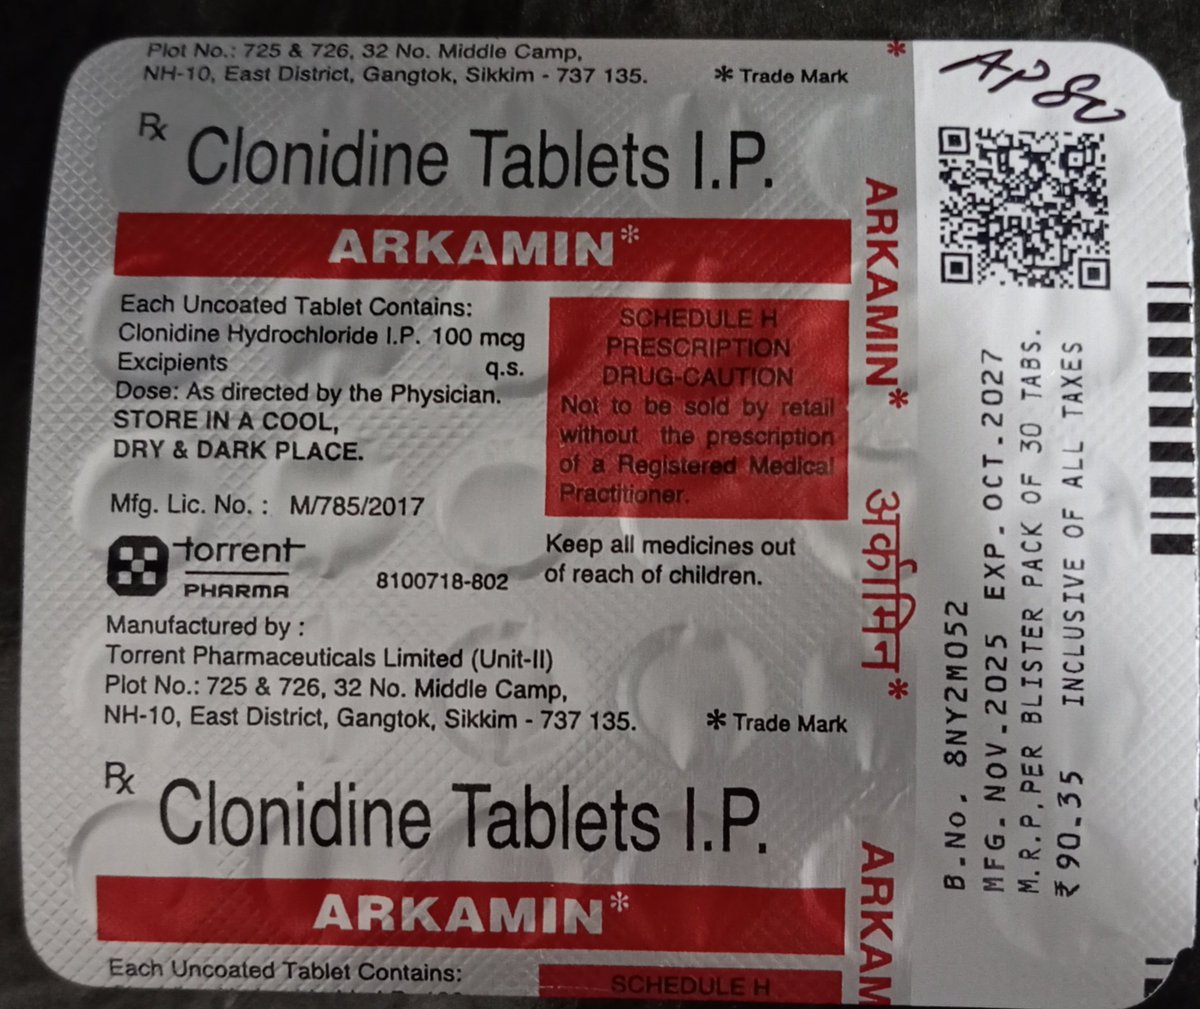 Plot No.: 725 & 726, 32 No. Middle Camp,
NH-10, East District, Gangtok, Sikkim - 737 135.
* Trade Mark
Rx Clonidine Tablets I.P.
ARKAMIN*
Each Uncoated Tablet Contains:
Clonidine Hydrochloride I.P. 100 mcg
Excipients q.s.
Dose: As directed by the Physician.
STORE IN A COOL,
DRY & DARK PLACE.
SCHEDULE H
PRESCRIPTION
DRUG-CAUTION
Not to be sold by retail
without the prescription
of a Registered Medical
Practitioner.
Mfg. Lic. No. : M/785/2017
torrent
PHARMA
8100718-802
Keep all medicines out
of reach of children.
Manufactured by :
Torrent Pharmaceuticals Limited (Unit-II)
Plot No.: 725 & 726, 32 No. Middle Camp,
NH-10, East District, Gangtok, Sikkim - 737 135.
* Trade Mark
Rx Clonidine Tablets I.P.
ARKAMIN*
Each Uncoated Tablet Contains:
SCHEDULE H
*
ARKAMIN*
अर्कामिन*
ARKAM
B.No. 8NY2M052
MFG.NOV.2025 EXP.OCT.2027
M.R.P.PER BLISTER PACK OF 30 TABS.
₹90.35 INCLUSIVE OF ALL TAXES